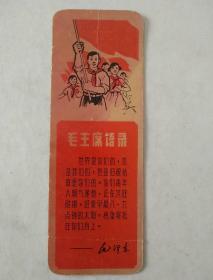 毛主席语录
世界是你们的，也
是我们的，但是归根结
底是你们的。你们青年
人朝气蓬勃，正在兴旺
时期，好象早晨八、九
点钟的太阳。希望寄托
在你们身上。
——毛泽东